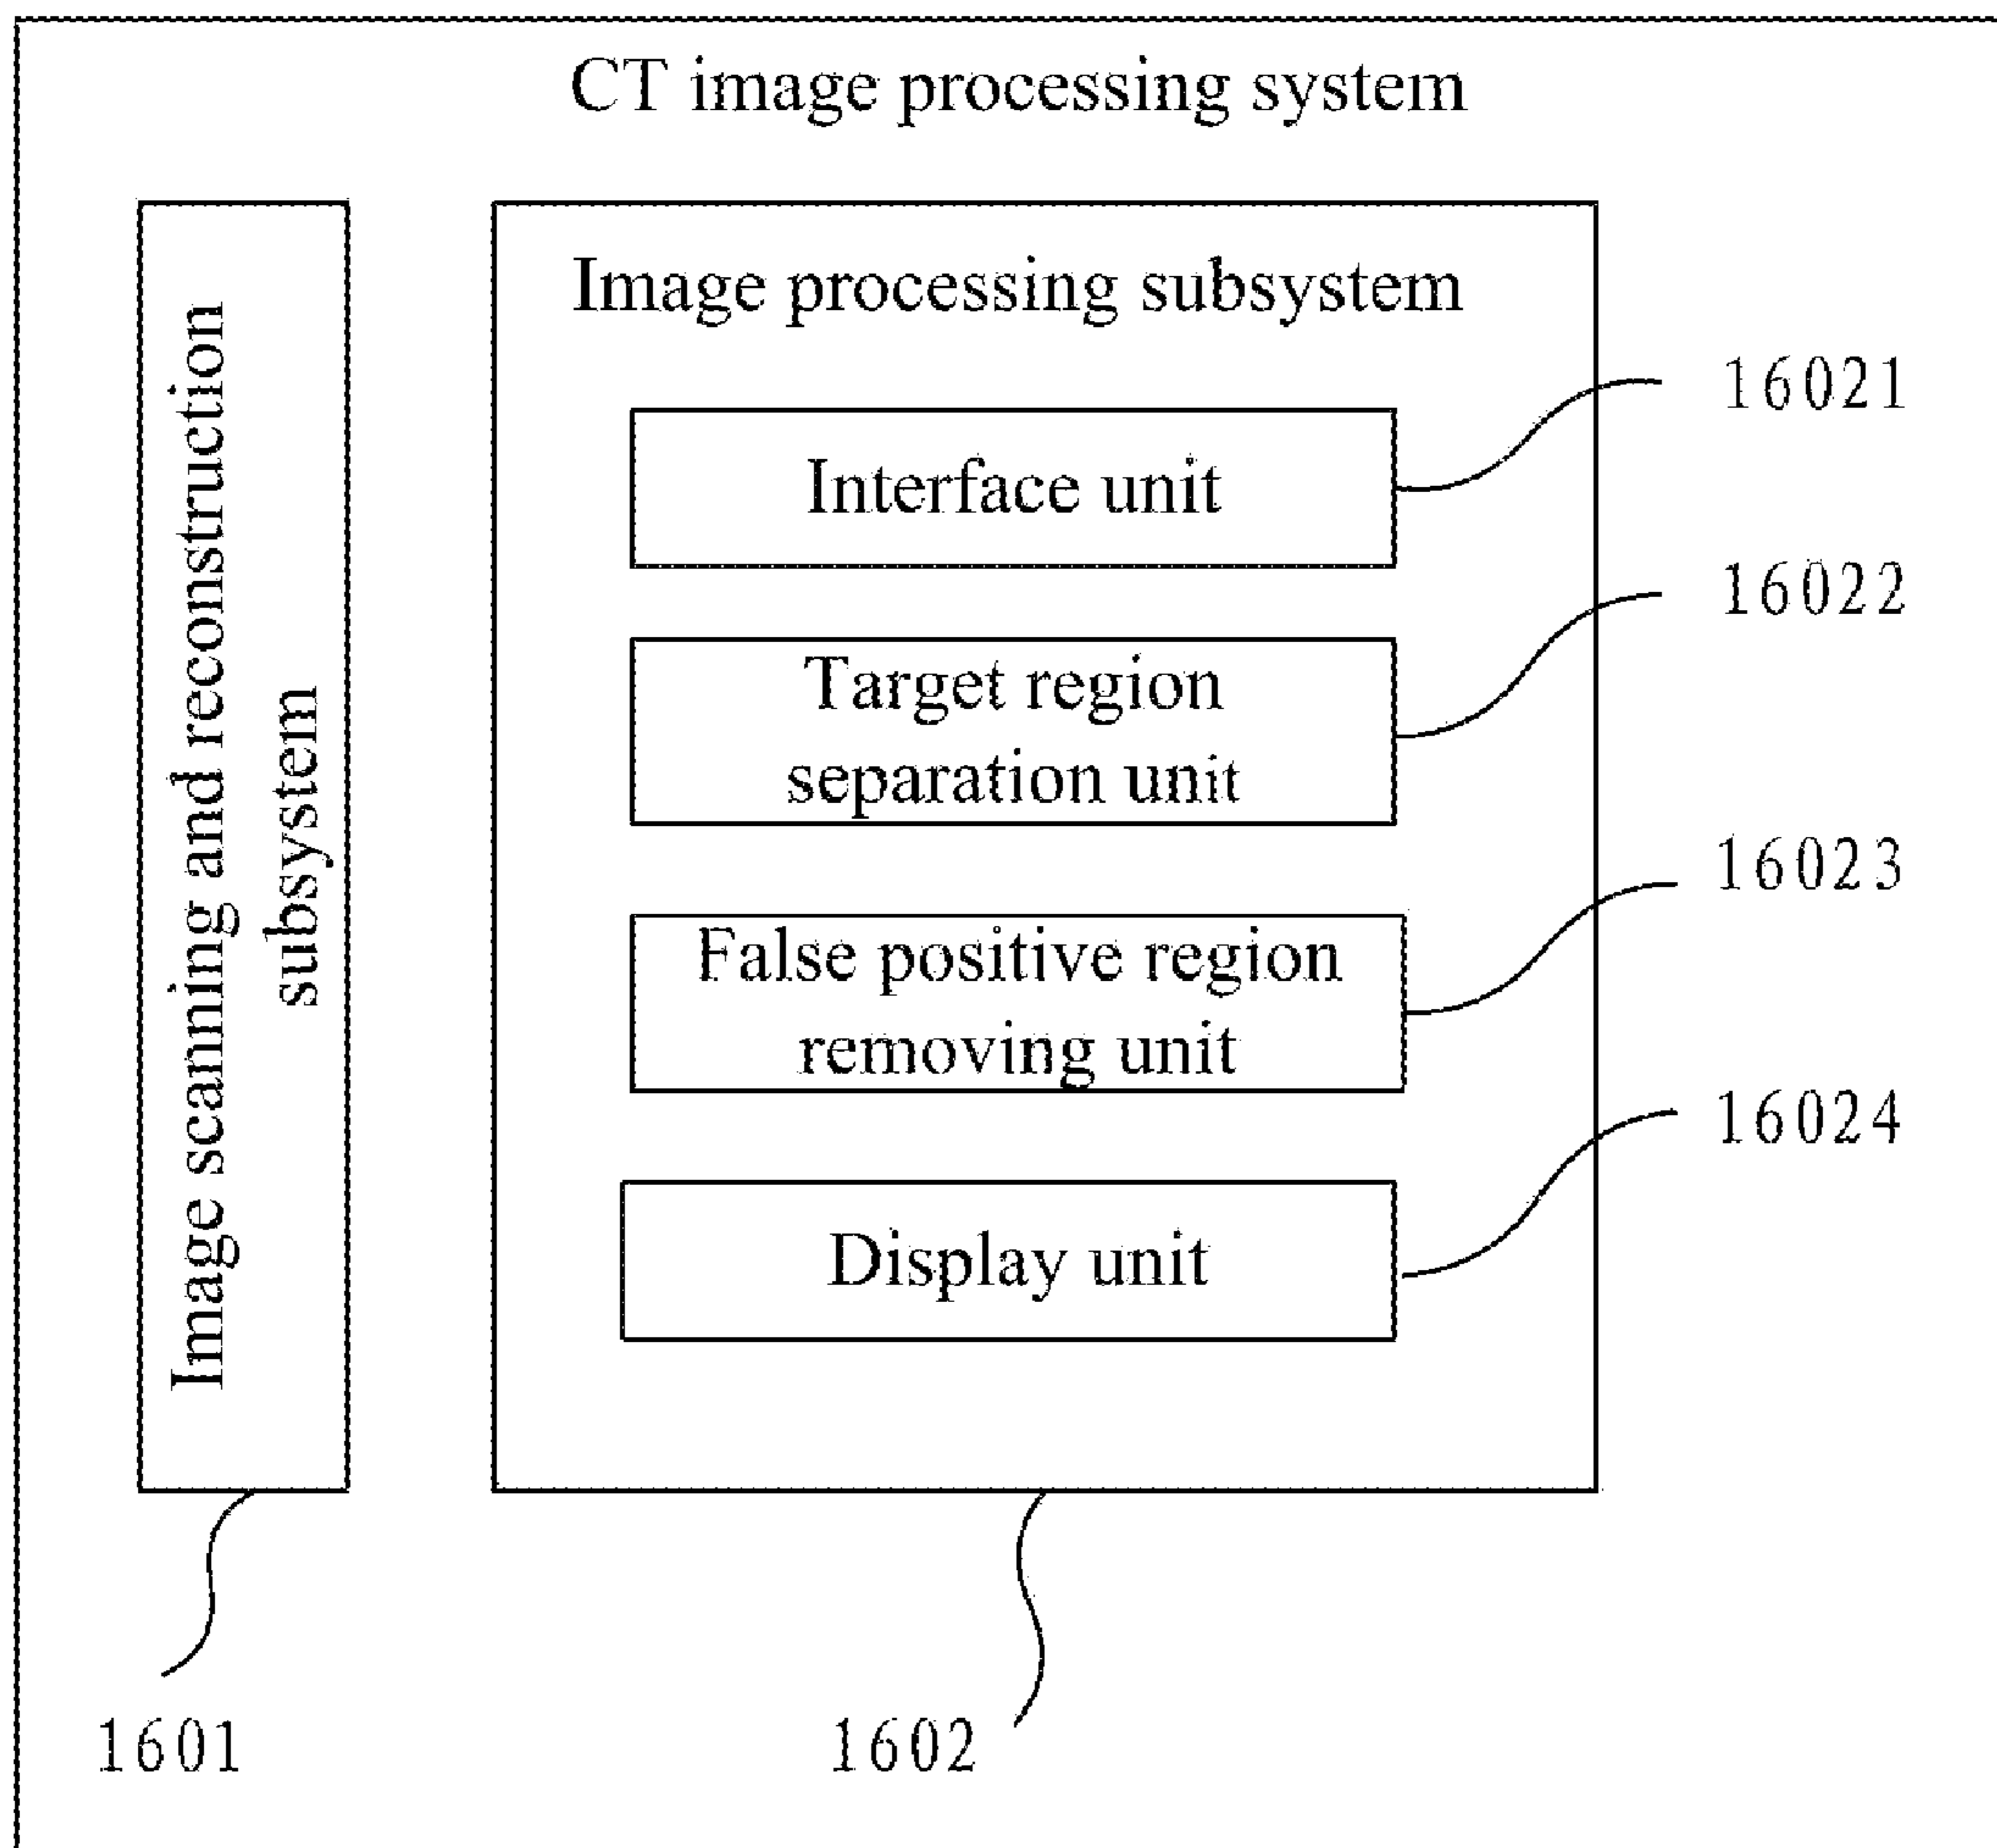 CT image processing system
Image scanning and reconstruction
subsystem
Image processing subsystem
Interface unit
16021
Target region
separation unit
16022
False positive region
removing unit
16023
Display unit
16024
1601
1602